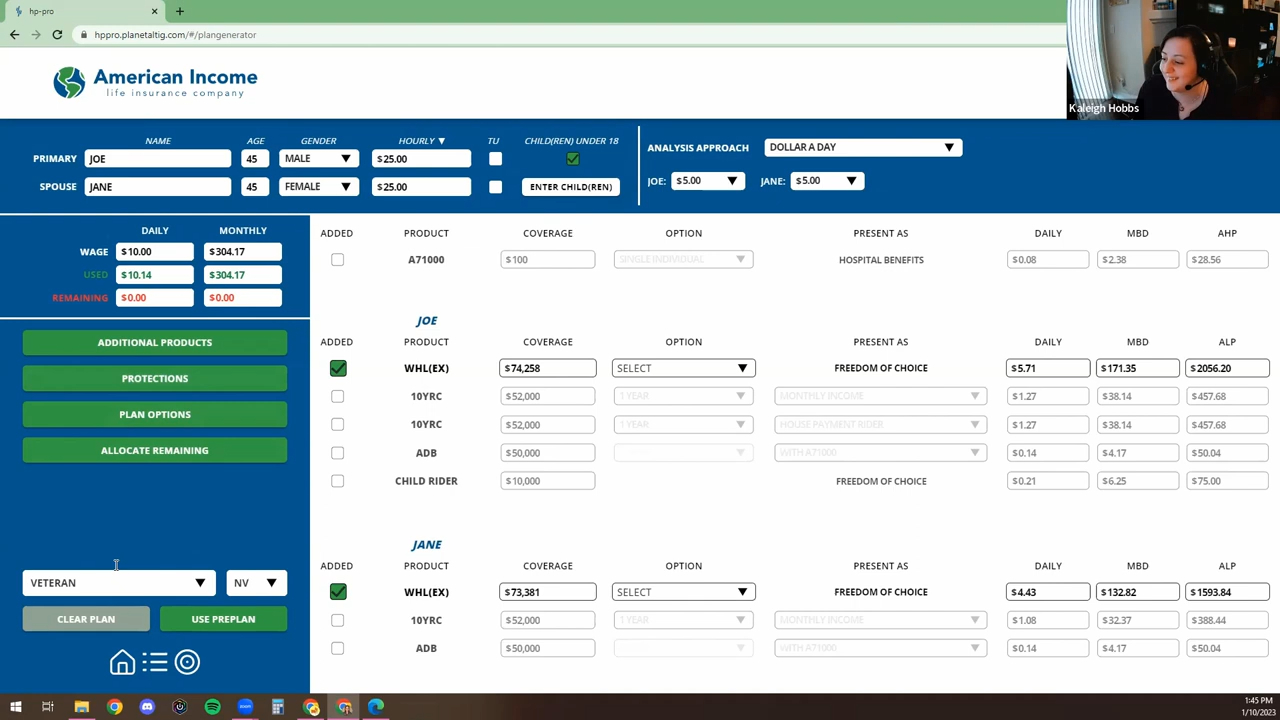 hp-pro
hppro.planetaltig.com/#/plangenerator
Kaleigh Hobbs
American Income
life insurance company
NAME AGE GENDER HOURLY ▼ TU CHILD(REN) UNDER 18
PRIMARY JOE 45 MALE $25.00
SPOUSE JANE 45 FEMALE $25.00 ENTER CHILD(REN)
ANALYSIS APPROACH DOLLAR A DAY
JOE: $5.00 JANE: $5.00
DAILY MONTHLY
WAGE $10.00 $304.17
USED $10.14 $304.17
REMAINING $0.00 $0.00
ADDITIONAL PRODUCTS
PROTECTIONS
PLAN OPTIONS
ALLOCATE REMAINING
VETERAN NV
CLEAR PLAN USE PREPLAN
ADDED PRODUCT COVERAGE OPTION PRESENT AS DAILY MBD AHP
A71000 $100 SINGLE INDIVIDUAL HOSPITAL BENEFITS $0.08 $2.38 $28.56
JOE
ADDED PRODUCT COVERAGE OPTION PRESENT AS DAILY MBD ALP
WHL(EX) $74,258 SELECT FREEDOM OF CHOICE $5.71 $171.35 $2056.20
10YRC $52,000 1 YEAR MONTHLY INCOME $1.27 $38.14 $457.68
10YRC $52,000 1 YEAR HOUSE PAYMENT RIDER $1.27 $38.14 $457.68
ADB $50,000 WITH A71000 $0.14 $4.17 $50.04
CHILD RIDER $10,000 FREEDOM OF CHOICE $0.21 $6.25 $75.00
JANE
ADDED PRODUCT COVERAGE OPTION PRESENT AS DAILY MBD ALP
WHL(EX) $73,381 SELECT FREEDOM OF CHOICE $4.43 $132.82 $1593.84
10YRC $52,000 1 YEAR MONTHLY INCOME $1.08 $32.37 $388.44
ADB $50,000 WITH A71000 $0.14 $4.17 $50.04
1:45 PM
1/10/2023